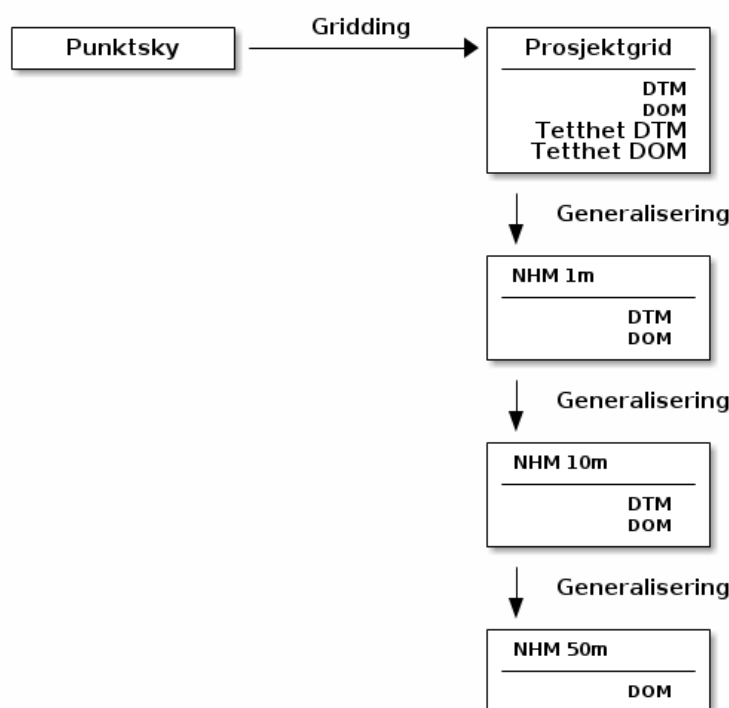 Gridding
Punktsky
Prosjektgrid
DTM
DOM
Tetthet DTM
Tetthet DOM
Generalisering
NHM 1m
DTM
DOM
Generalisering
NHM 10m
DTM
DOM
Generalisering
NHM 50m
DOM